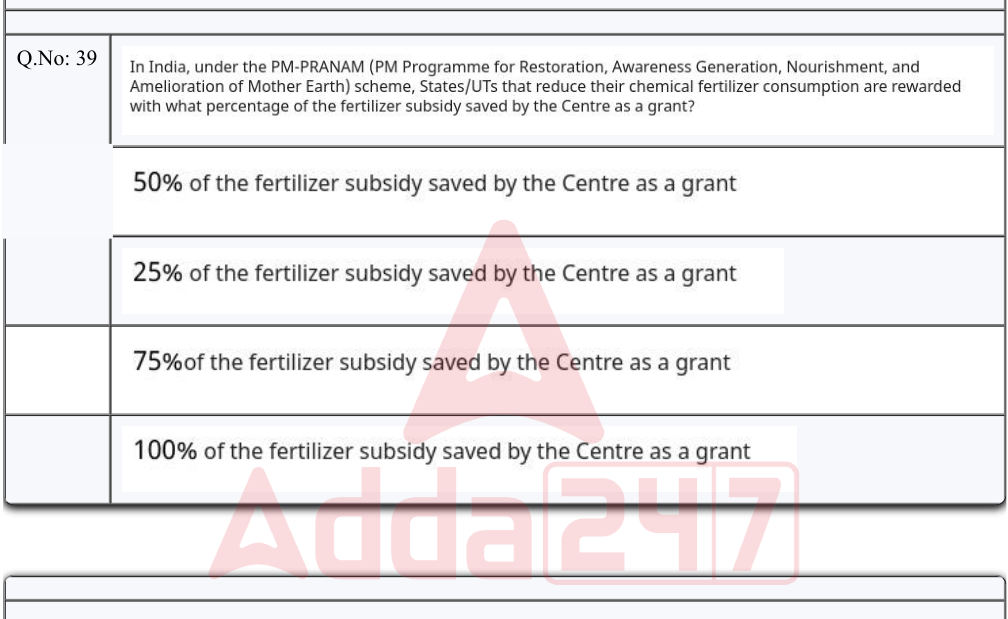 Q.No: 39
In India, under the PM-PRANAM (PM Programme for Restoration, Awareness Generation, Nourishment, and
Amelioration of Mother Earth) scheme, States/UTs that reduce their chemical fertilizer consumption are rewarded
with what percentage of the fertilizer subsidy saved by the Centre as a grant?
50% of the fertilizer subsidy saved by the Centre as a grant
25% of the fertilizer subsidy saved by the Centre as a grant
75%of the fertilizer subsidy saved by the Centre as a grant
100% of the fertilizer subsidy saved by the Centre as a grant
Adda247